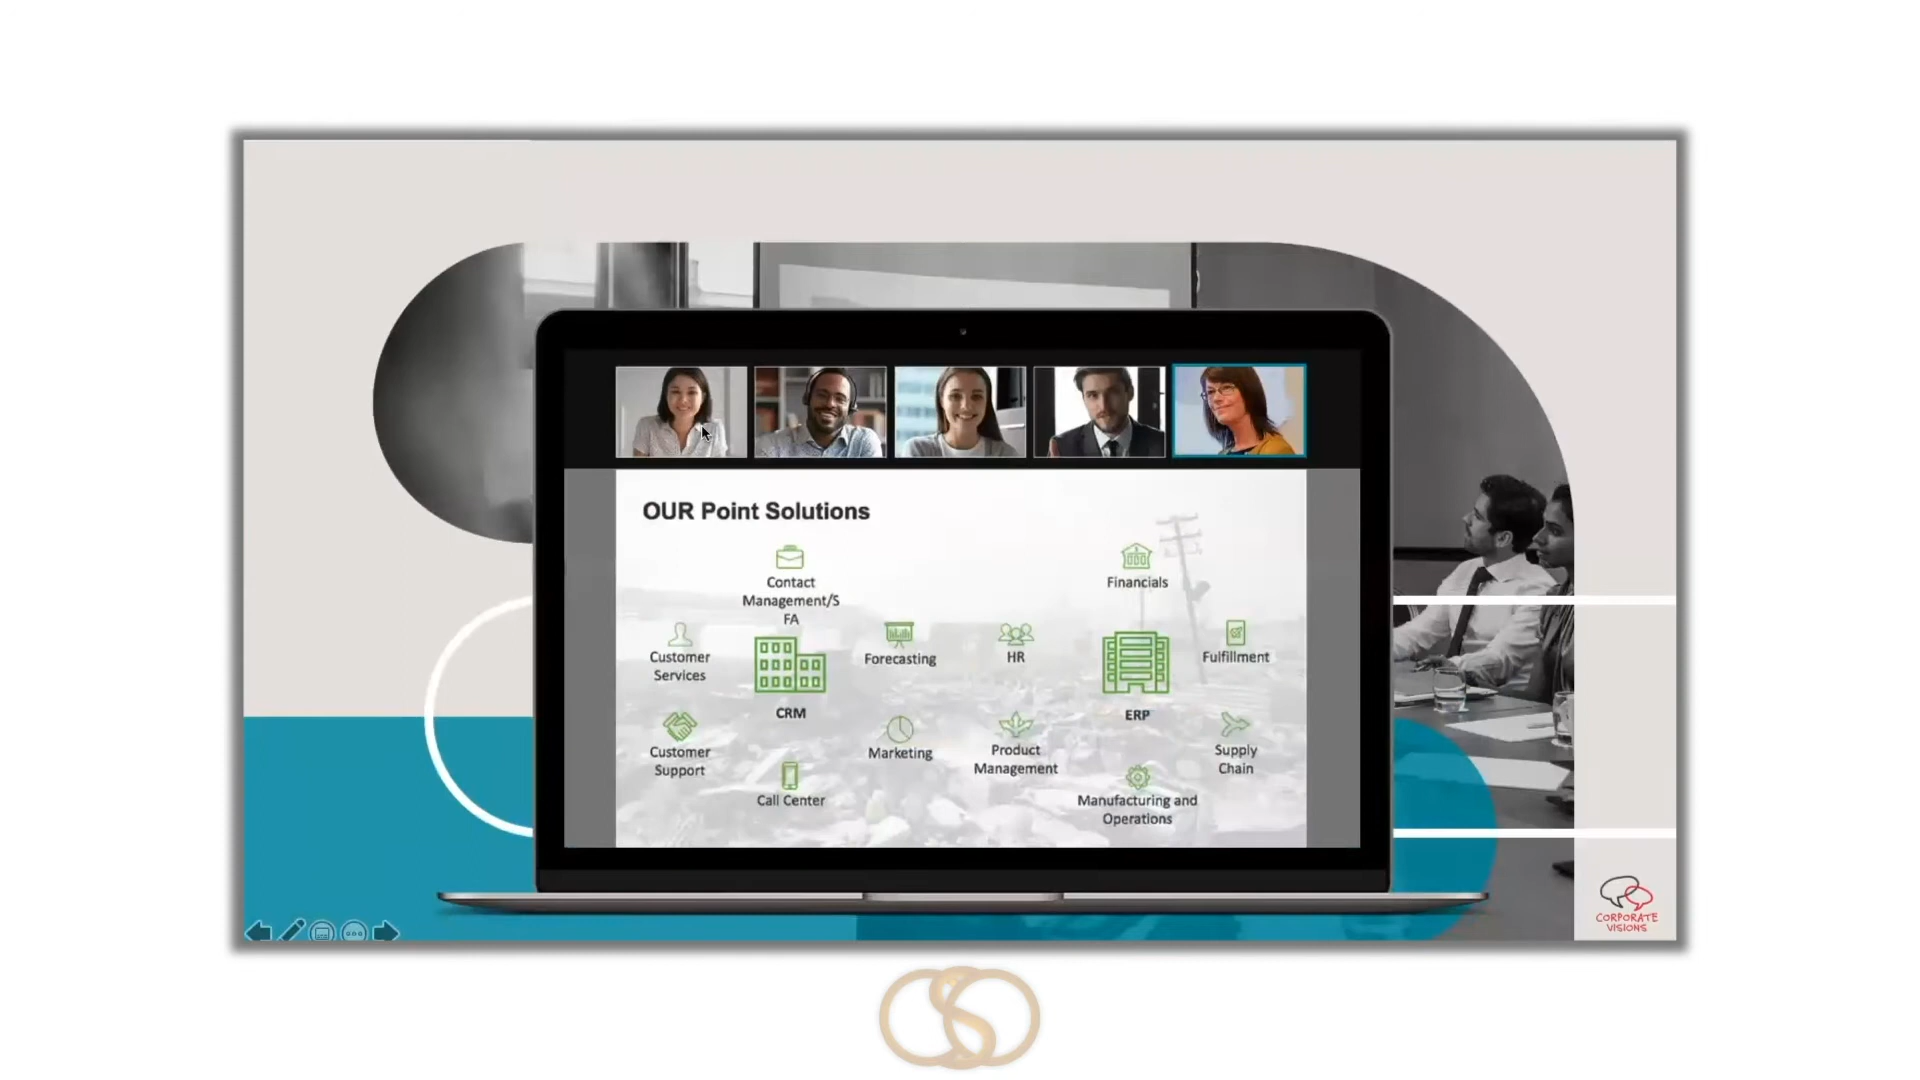 OUR Point Solutions
Contact
Management/S
FA
Financials
Customer
Services
Forecasting
HR
Fulfillment
CRM
ERP
Customer
Support
Marketing
Product
Management
Supply
Chain
Call Center
Manufacturing and
Operations
CORPORATE
VISIONS